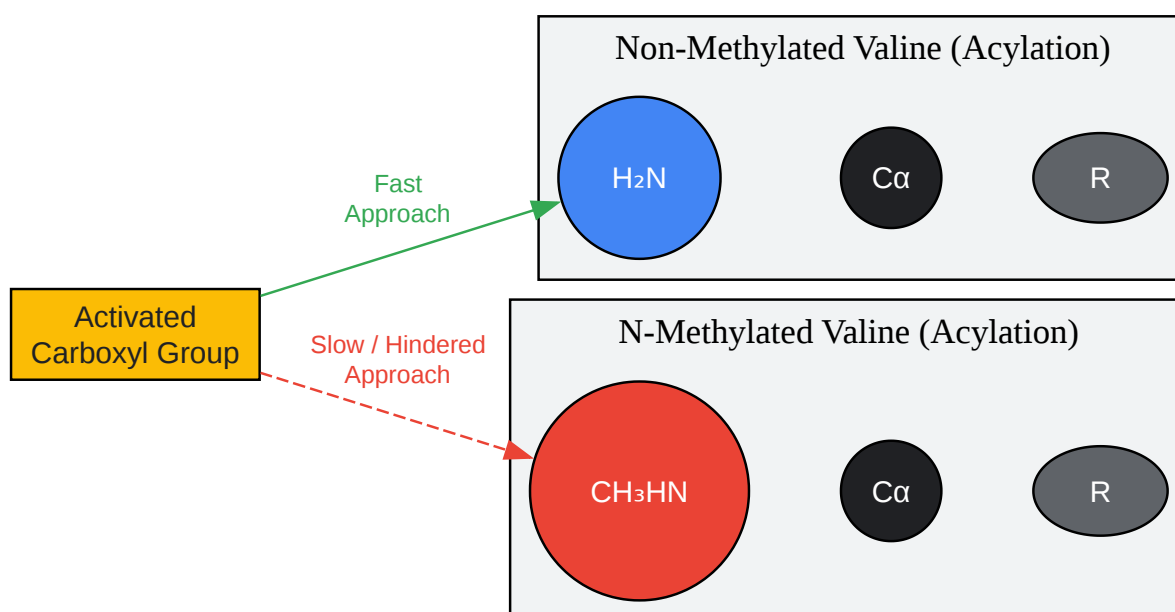 Non-Methylated Valine (Acylation)
H₂N
Cα
R
Fast
Approach
Activated
Carboxyl Group
Slow / Hindered
Approach
N-Methylated Valine (Acylation)
CH₃HN
Cα
R